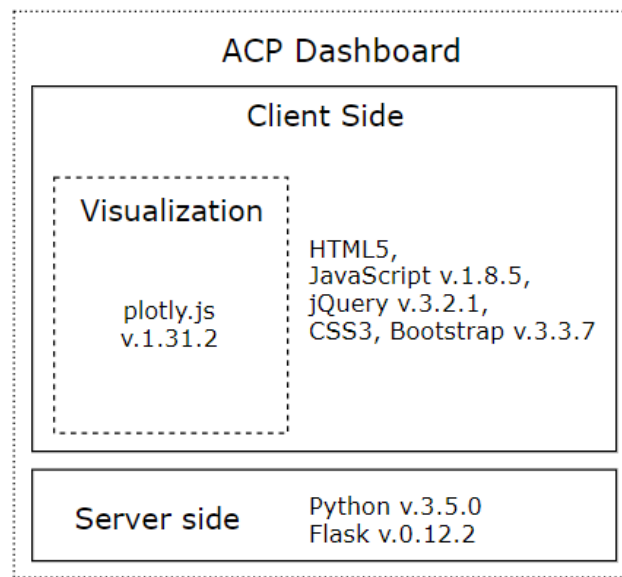 ACP Dashboard
Client Side
Visualization
plotly.js
v.1.31.2
HTML5,
JavaScript v.1.8.5,
jQuery v.3.2.1,
CSS3, Bootstrap v.3.3.7
Server side
Python v.3.5.0
Flask v.0.12.2